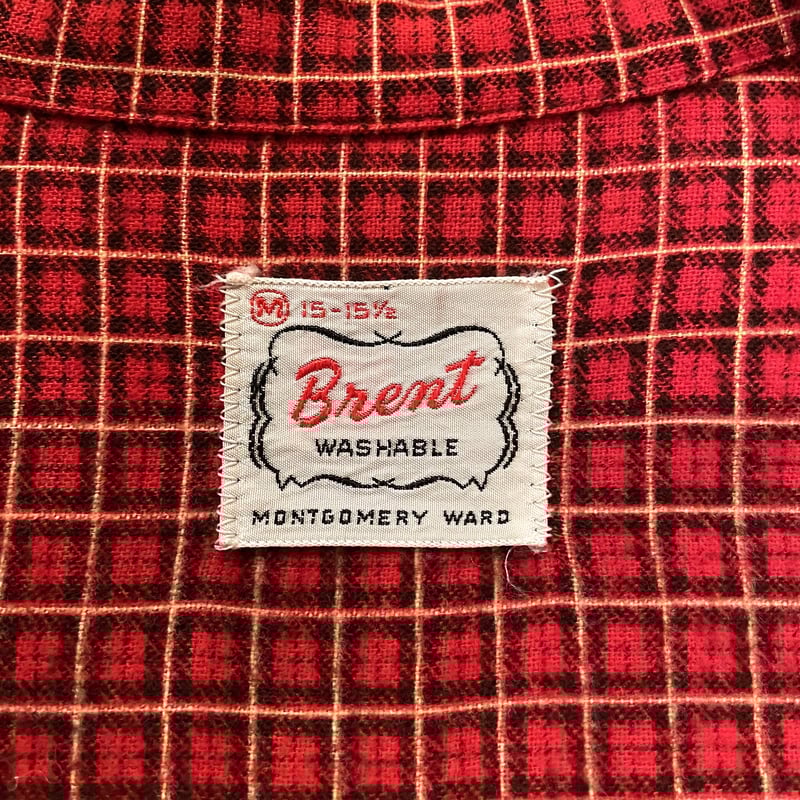 M 15-15½
Brent
WASHABLE
MONTGOMERY WARD